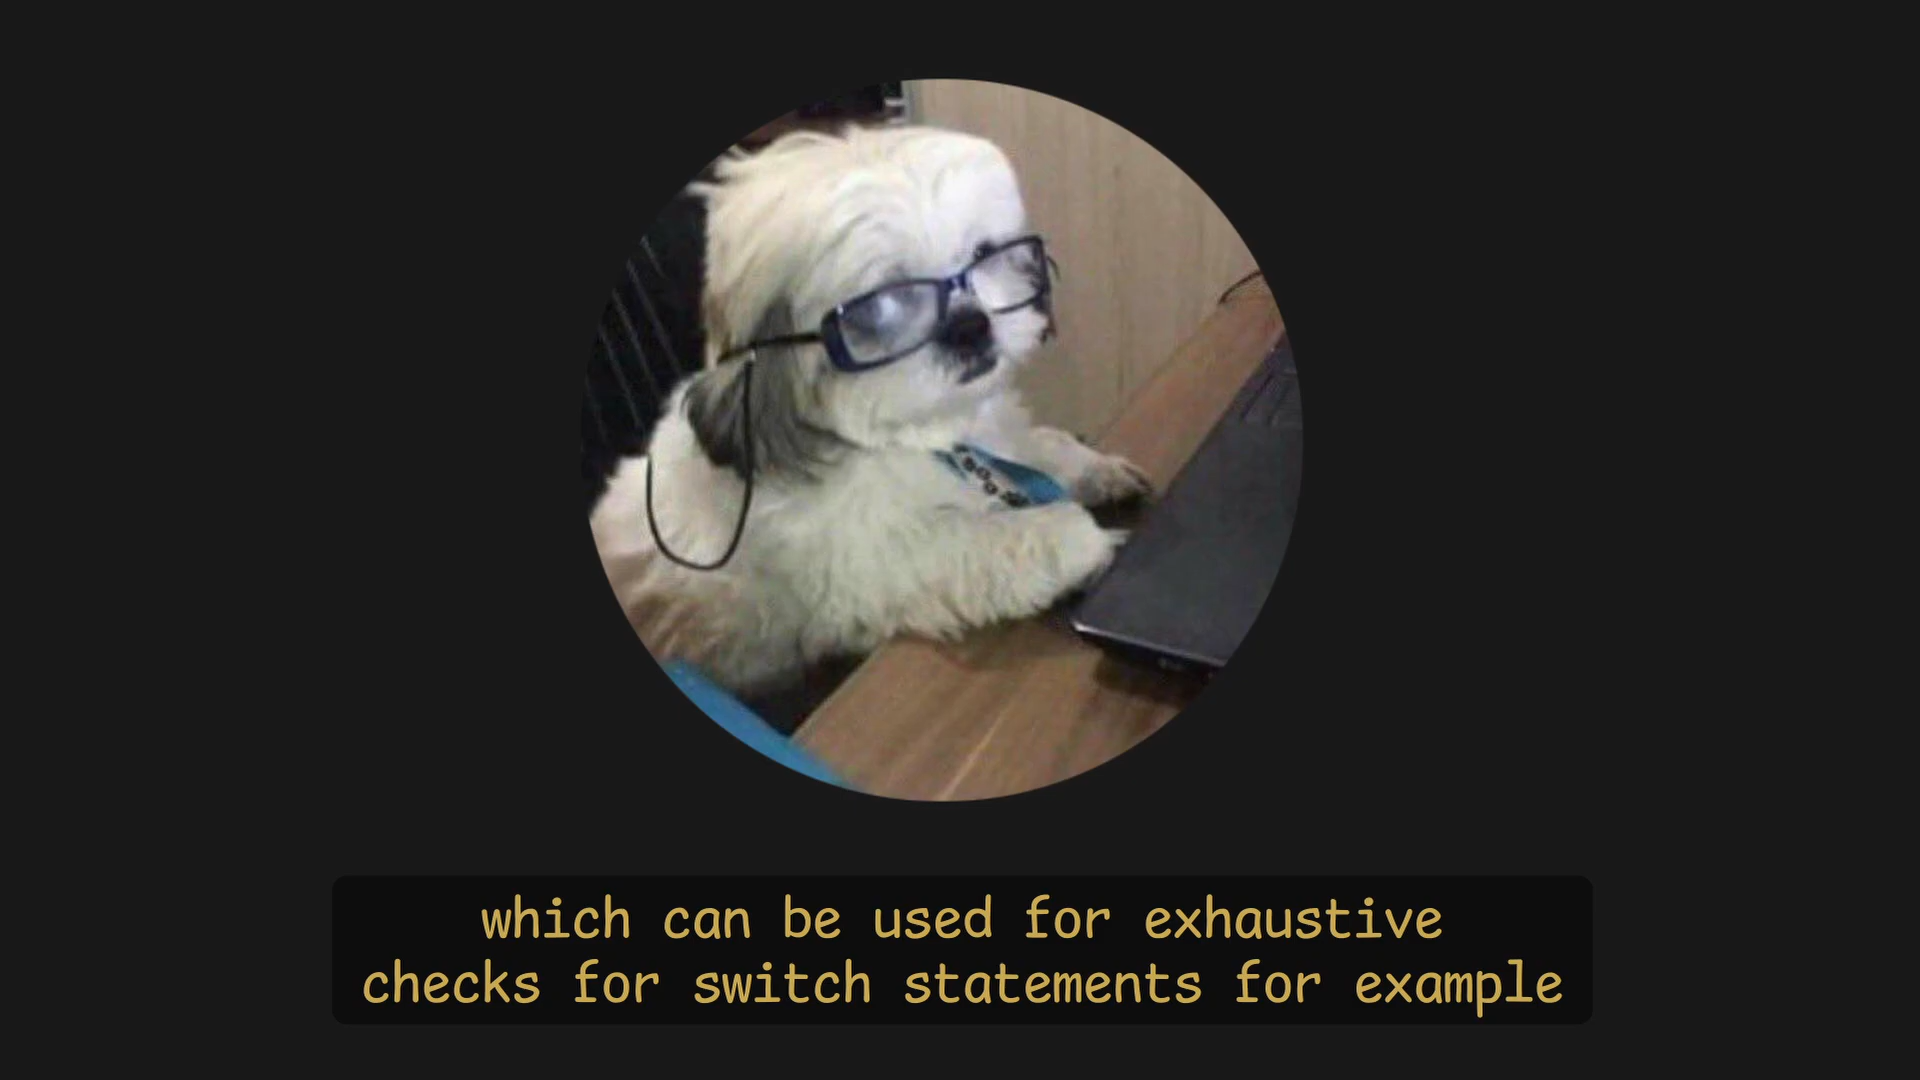 which can be used for exhaustive
checks for switch statements for example